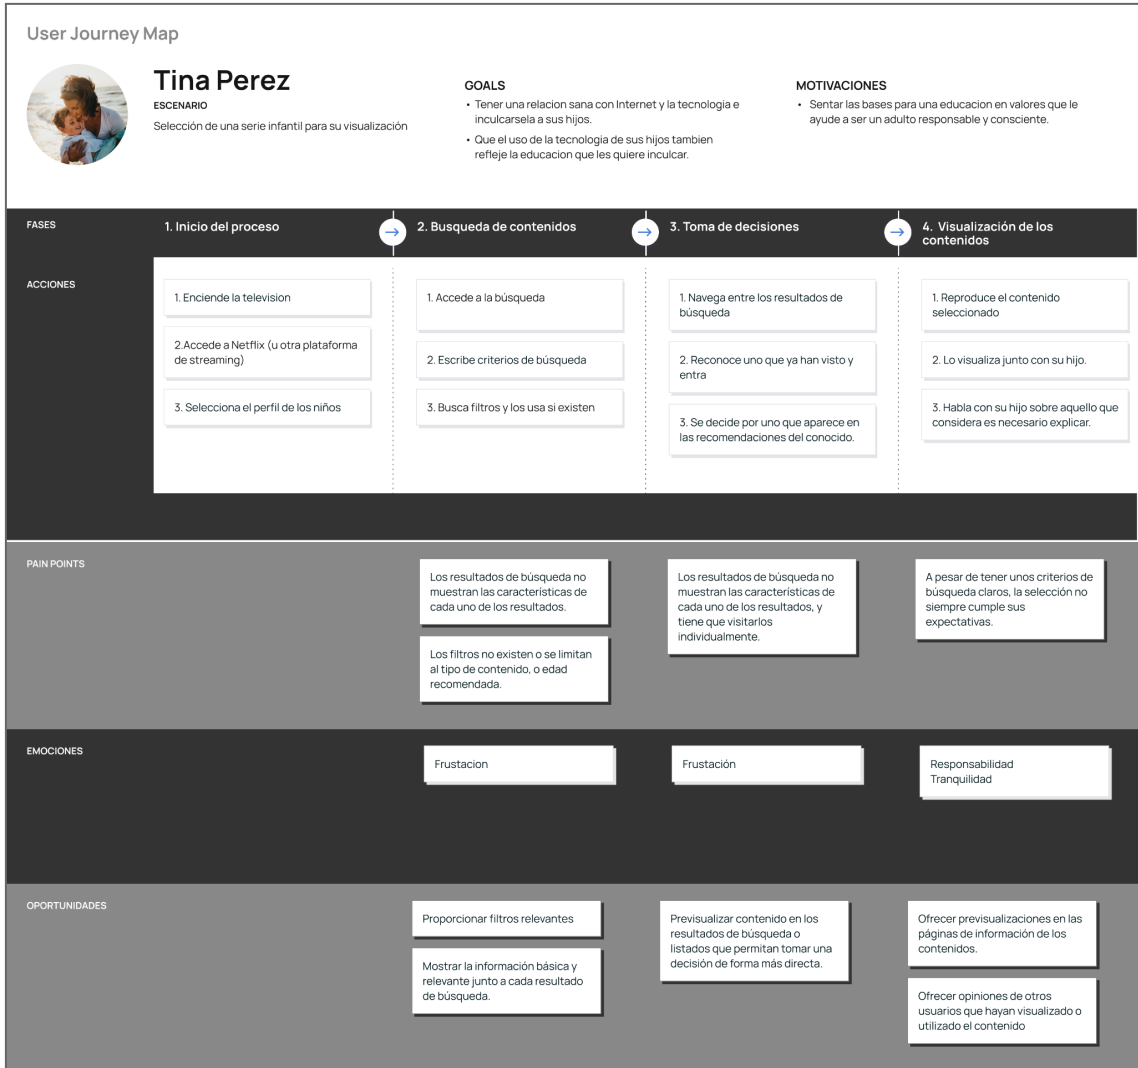 User Journey Map
Tina Perez
ESCENARIO
Selección de una serie infantil para su visualización
GOALS
• Tener una relacion sana con Internet y la tecnologia e
inculcarsela a sus hijos.
• Que el uso de la tecnologia de sus hijos tambien
refleje la educacion que les quiere inculcar.
MOTIVACIONES
• Sentar las bases para una educacion en valores que le
ayude a ser un adulto responsable y consciente.
FASES
1. Inicio del proceso
2. Busqueda de contenidos
3. Toma de decisiones
4. Visualización de los
contenidos
ACCIONES
1. Enciende la television
2.Accede a Netflix (u otra plataforma
de streaming)
3. Selecciona el perfil de los niños
1. Accede a la búsqueda
2. Escribe criterios de búsqueda
3. Busca filtros y los usa si existen
1. Navega entre los resultados de
búsqueda
2. Reconoce uno que ya han visto y
entra
3. Se decide por uno que aparece en
las recomendaciones del conocido.
1. Reproduce el contenido
seleccionado
2. Lo visualiza junto con su hijo.
3. Habla con su hijo sobre aquello que
considera es necesario explicar.
PAIN POINTS
Los resultados de búsqueda no
muestran las características de
cada uno de los resultados.
Los filtros no existen o se limitan
al tipo de contenido, o edad
recomendada.
Los resultados de búsqueda no
muestran las características de
cada uno de los resultados, y
tiene que visitarlos
individualmente.
A pesar de tener unos criterios de
búsqueda claros, la selección no
siempre cumple sus
expectativas.
EMOCIONES
Frustacion
Frustación
Responsabilidad
Tranquilidad
OPORTUNIDADES
Proporcionar filtros relevantes
Mostrar la información básica y
relevante junto a cada resultado
de búsqueda.
Previsualizar contenido en los
resultados de búsqueda o
listados que permitan tomar una
decisión de forma más directa.
Ofrecer previsualizaciones en las
páginas de información de los
contenidos.
Ofrecer opiniones de otros
usuarios que hayan visualizado o
utilizado el contenido